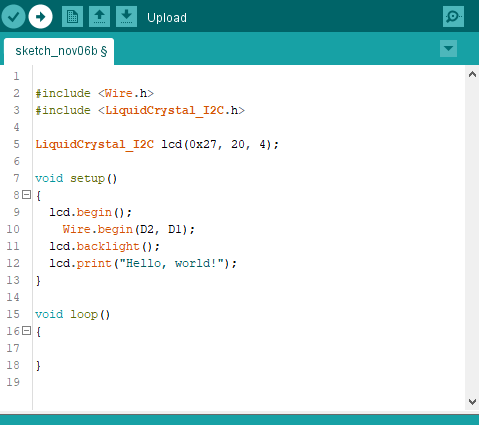 Upload
sketch_nov06b §
1
2 #include <Wire.h>
3 #include <LiquidCrystal_I2C.h>
4
5 LiquidCrystal_I2C lcd(0x27, 20, 4);
6
7 void setup()
8 {
9   lcd.begin();
10     Wire.begin(D2, D1);
11   lcd.backlight();
12   lcd.print("Hello, world!");
13 }
14
15 void loop()
16 {
17
18 }
19